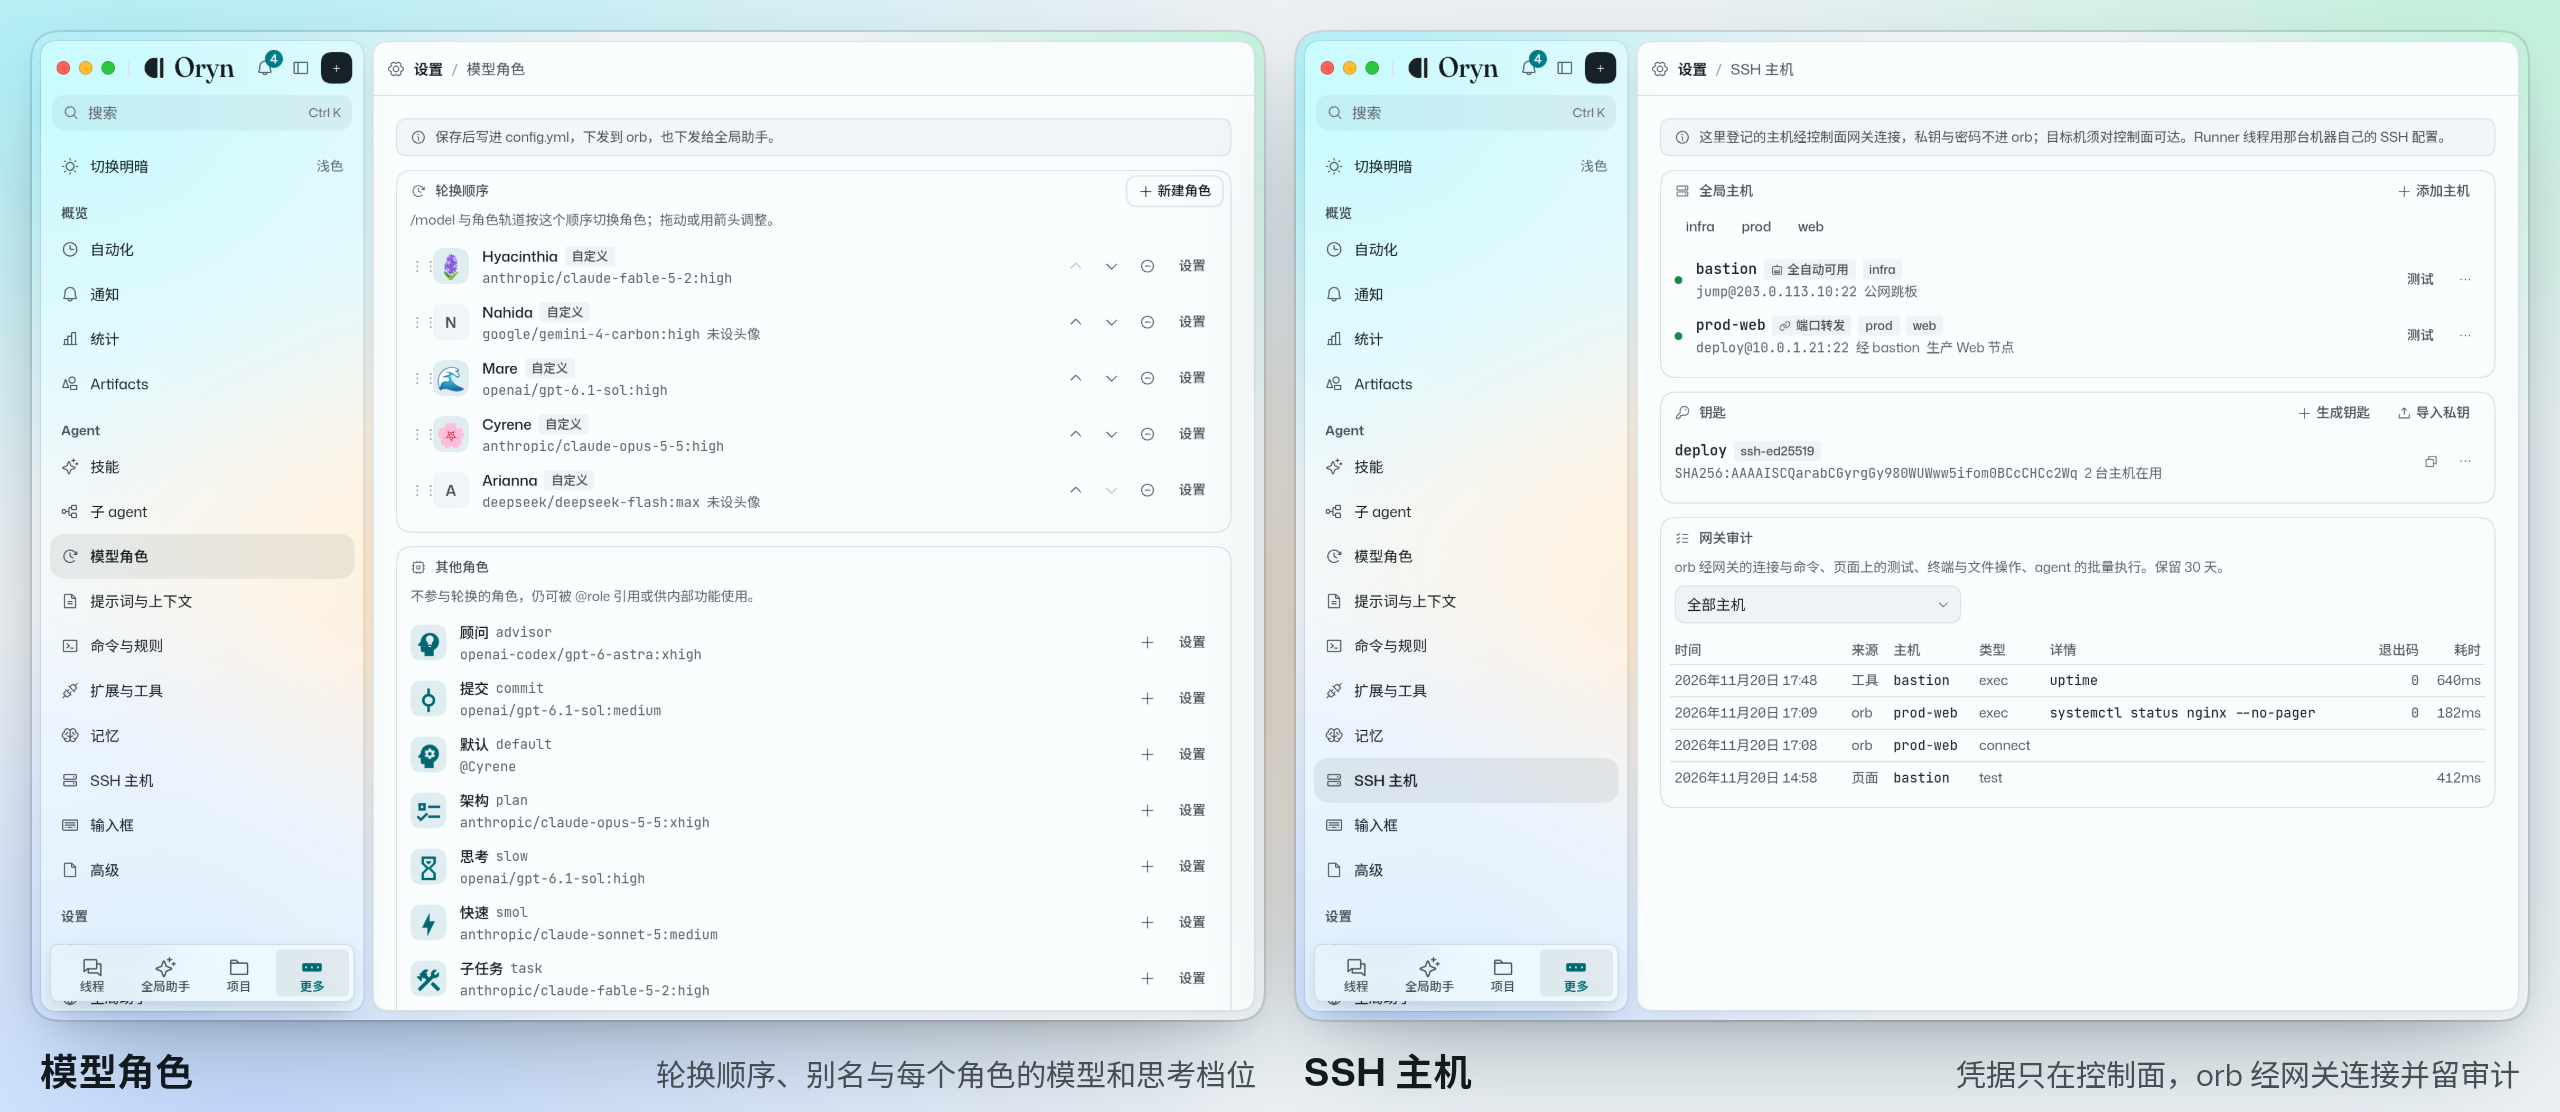 Oryn
4
+
搜索 Ctrl K
切换明暗 浅色
概览
自动化
通知
统计
Artifacts
Agent
技能
子 agent
模型角色
提示词与上下文
命令与规则
扩展与工具
记忆
SSH 主机
输入框
高级
设置
线程 全局助手 项目 更多
设置 / 模型角色
保存后写进 config.yml，下发到 orb，也下发给全局助手。
轮换顺序 + 新建角色
/model 与角色轨道按这个顺序切换角色；拖动或用箭头调整。
Hyacinthia 自定义
anthropic/claude-fable-5-2:high 设置
N Nahida 自定义
google/gemini-4-carbon:high 未设头像 设置
Mare 自定义
openai/gpt-6.1-sol:high 设置
Cyrene 自定义
anthropic/claude-opus-5-5:high 设置
A Arianna 自定义
deepseek/deepseek-flash:max 未设头像 设置
其他角色
不参与轮换的角色，仍可被 @role 引用或供内部功能使用。
顾问 advisor
openai-codex/gpt-6-astra:xhigh 设置
提交 commit
openai/gpt-6.1-sol:medium 设置
默认 default
@Cyrene 设置
架构 plan
anthropic/claude-opus-5-5:xhigh 设置
思考 slow
openai/gpt-6.1-sol:high 设置
快速 smol
anthropic/claude-sonnet-5:medium 设置
子任务 task
anthropic/claude-fable-5-2:high 设置
模型角色
轮换顺序、别名与每个角色的模型和思考档位
Oryn
4
+
搜索 Ctrl K
切换明暗 浅色
概览
自动化
通知
统计
Artifacts
Agent
技能
子 agent
模型角色
提示词与上下文
命令与规则
扩展与工具
记忆
SSH 主机
输入框
高级
设置
线程 全局助手 项目 更多
设置 / SSH 主机
这里登记的主机经控制面网关连接，私钥与密码不进 orb；目标机须对控制面可达。Runner 线程用那台机器自己的 SSH 配置。
全局主机 + 添加主机
infra prod web
bastion 全自动可用 infra
jump@203.0.113.10:22 公网跳板 测试 ...
prod-web 端口转发 prod web
deploy@10.0.1.21:22 经 bastion 生产 Web 节点 测试 ...
钥匙 + 生成钥匙 导入私钥
deploy ssh-ed25519
SHA256:AAAAISCQarabCGyrgGy980WUWww5ifom0BCcCHCc2Wq 2 台主机在用 ...
网关审计
orb 经网关的连接与命令、页面上的测试、终端与文件操作、agent 的批量执行。保留 30 天。
全部主机
时间 来源 主机 类型 详情 退出码 耗时
2026年11月20日 17:48 工具 bastion exec uptime 0 640ms
2026年11月20日 17:09 orb prod-web exec systemctl status nginx --no-pager 0 182ms
2026年11月20日 17:08 orb prod-web connect
2026年11月20日 14:58 页面 bastion test 412ms
SSH 主机
凭据只在控制面，orb 经网关连接并留审计